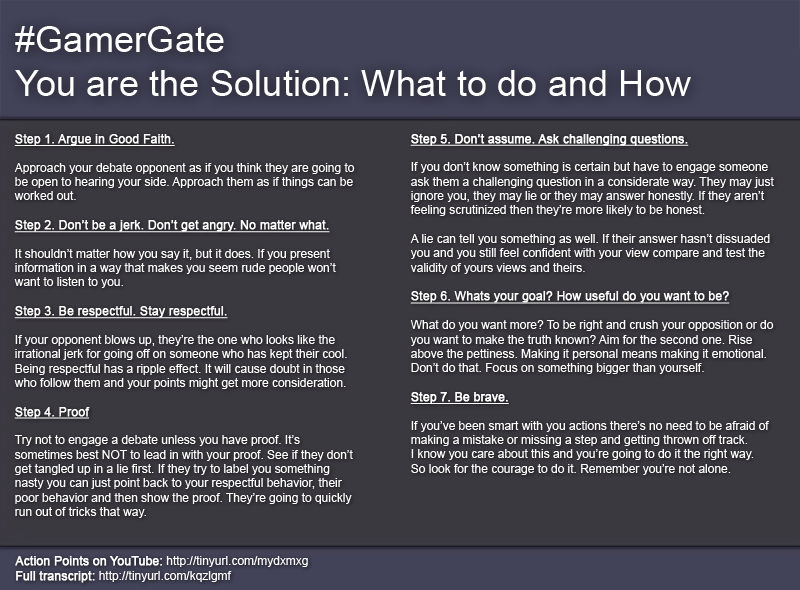 #GamerGate
You are the Solution: What to do and How
Step 1. Argue in Good Faith.
Approach your debate opponent as if you think they are going to
be open to hearing your side. Approach them as if things can be
worked out.
Step 2. Don't be a jerk. Don't get angry. No matter what.
It shouldn't matter how you say it, but it does. If you present
information in a way that makes you seem rude people won't
want to listen to you.
Step 3. Be respectful. Stay respectful.
If your opponent blows up, they're the one who looks like the
irrational jerk for going off on someone who has kept their cool.
Being respectful has a ripple effect. It will cause doubt in those
who follow them and your points might get more consideration.
Step 4. Proof
Try not to engage a debate unless you have proof. It's
sometimes best NOT to lead in with your proof. See if they don't
get tangled up in a lie first. If they try to label you something
nasty you can just point back to your respectful behavior, their
poor behavior and then show the proof. They're going to quickly
run out of tricks that way.
Step 5. Don't assume. Ask challenging questions.
If you don't know something is certain but have to engage someone
ask them a challenging question in a considerate way. They may just
ignore you, they may lie or they may answer honestly. If they aren't
feeling scrutinized then they're more likely to be honest.
A lie can tell you something as well. If their answer hasn't dissuaded
you and you still feel confident with your view compare and test the
validity of yours views and theirs.
Step 6. Whats your goal? How useful do you want to be?
What do you want more? To be right and crush your opposition or do
you want to make the truth known? Aim for the second one. Rise
above the pettiness. Making it personal means making it emotional.
Don't do that. Focus on something bigger than yourself.
Step 7. Be brave.
If you've been smart with you actions there's no need to be afraid of
making a mistake or missing a step and getting thrown off track.
I know you care about this and you're going to do it the right way.
So look for the courage to do it. Remember you're not alone.
Action Points on YouTube: http://tinyurl.com/mydxmxg
Full transcript: http://tinyurl.com/kqzlgmf